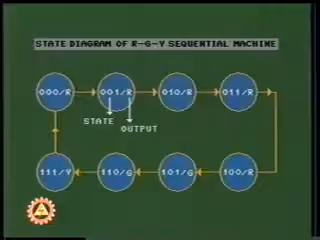 STATE DIAGRAM OF R-G-Y SEQUENTIAL MACHINE
000/R 001/R 010/R 011/R
STATE
OUTPUT
111/Y 110/G 101/G 100/R